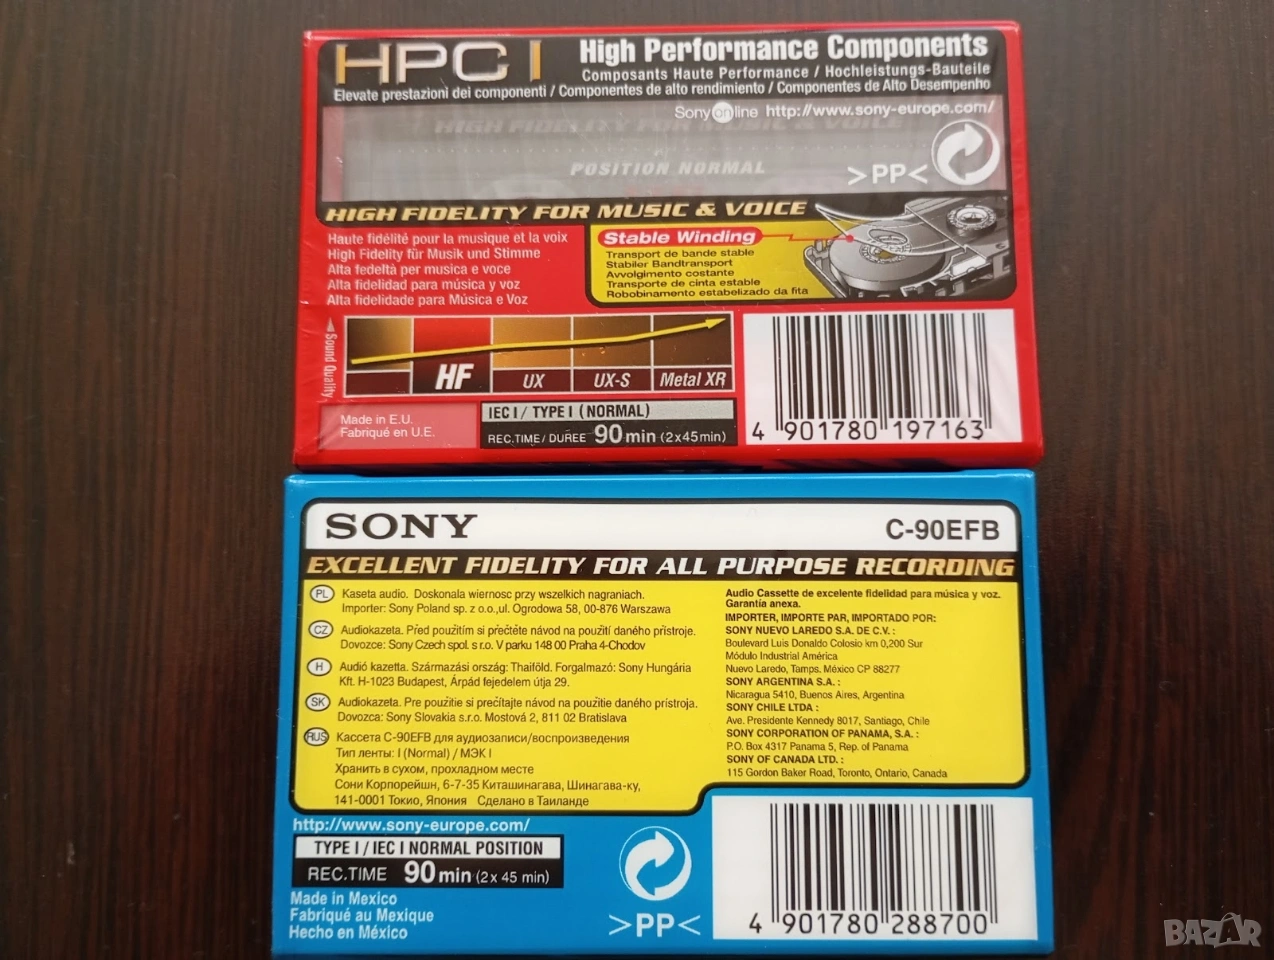 HPC I High Performance Components
Composants Haute Performance / Hochleistungs-Bauteile
Elevate prestazioni dei componenti / Componentes de alto rendimiento / Componentes de Alto Desempenho
Sony online http://www.sony-europe.com/
HIGH FIDELITY FOR MUSIC & VOICE
POSITION NORMAL
>PP<
HIGH FIDELITY FOR MUSIC & VOICE
Haute fidélité pour la musique et la voix
High Fidelity für Musik und Stimme
Alta fedeltà per musica e voce
Alta fidelidad para música y voz
Alta fidelidade para Música e Voz
Stable Winding
Transport de bande stable
Stabiler Bandtransport
Avvolgimento costante
Transporte de cinta estable
Robobinamento estabelizado da fita
Sound Quality
HF UX UX-S Metal XR
Made in E.U.
Fabriqué en U.E.
IEC I / TYPE I (NORMAL)
REC.TIME/DUREE 90min (2x45min)
4 901780 197163
SONY C-90EFB
EXCELLENT FIDELITY FOR ALL PURPOSE RECORDING
PL Kaseta audio. Doskonala wiernosc przy wszelkich nagraniach.
Importer: Sony Poland sp. z o.o.,ul. Ogrodowa 58, 00-876 Warszawa
CZ Audiokazeta. Před použitím si prečtěte návod na použití daného prístroje.
Dovozce: Sony Czech spol. s r.o. V parku 148 00 Praha 4-Chodov
H Audió kazetta. Származási ország: Thaiföld. Forgalmazó: Sony Hungária
Kft. H-1023 Budapest, Árpád fejedelem útja 29.
SK Audiokazeta. Pre použitie si prečítajte návod na použitie daného prístroja.
Dovozca: Sony Slovakia s.r.o. Mostová 2, 811 02 Bratislava
RUS Кассета C-90EFB для аудиозаписи/воспроизведения
Тип ленты: I (Normal) / МЭК I
Хранить в сухом, прохладном месте
Сони Корпорейшн, 6-7-35 Киташинагава, Шинагава-ку,
141-0001 Токио, Япония Сделано в Таиланде
Audio Cassette de excelente fidelidad para música y voz.
Garantía anexa.
IMPORTER, IMPORTE PAR, IMPORTADO POR:
SONY NUEVO LAREDO S.A. DE C.V. :
Boulevard Luis Donaldo Colosio km 0,200 Sur
Módulo Industrial América
Nuevo Laredo, Tamps. México CP 88277
SONY ARGENTINA S.A. :
Nicaragua 5410, Buenos Aires, Argentina
SONY CHILE LTDA :
Ave. Presidente Kennedy 8017, Santiago, Chile
SONY CORPORATION OF PANAMA, S.A. :
P.O. Box 4317 Panama 5, Rep. of Panama
SONY OF CANADA LTD. :
115 Gordon Baker Road, Toronto, Ontario, Canada
http://www.sony-europe.com/
TYPE I / IEC I NORMAL POSITION
REC.TIME 90min (2 x 45 min)
Made in Mexico
Fabriqué au Mexique
Hecho en México
>PP<
4 901780 288700
BAZAR